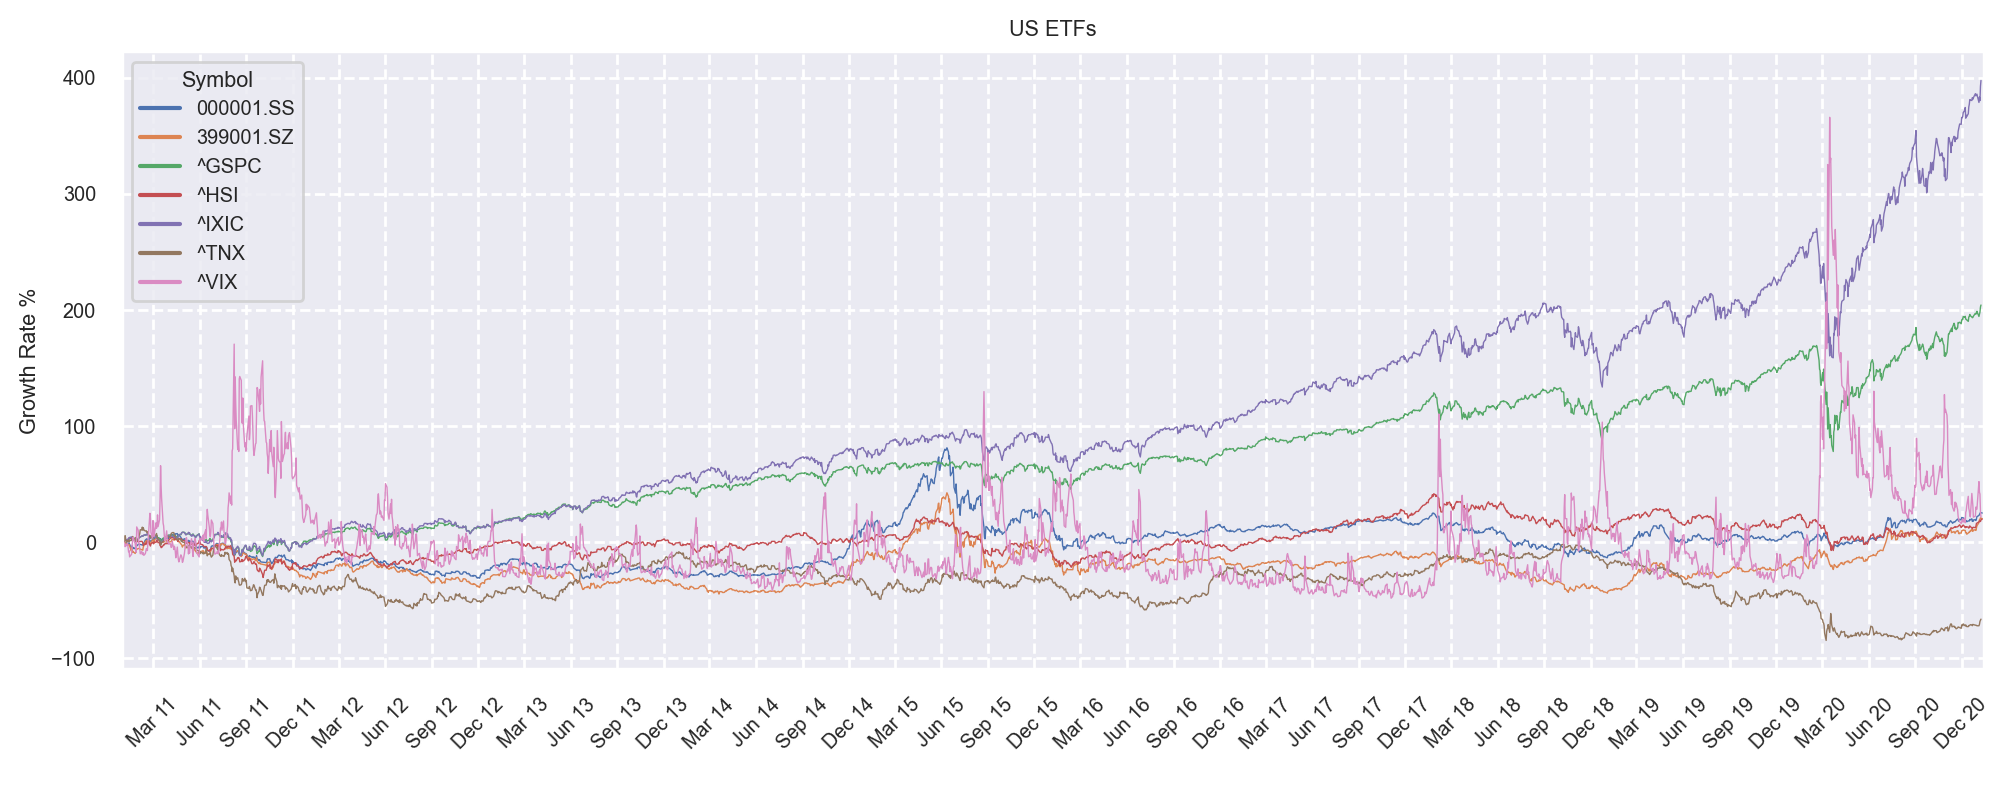 US ETFs
Symbol
000001.SS
399001.SZ
^GSPC
^HSI
^IXIC
^TNX
^VIX
Growth Rate %
400
300
200
100
0
−100
Mar 11
Jun 11
Sep 11
Dec 11
Mar 12
Jun 12
Sep 12
Dec 12
Mar 13
Jun 13
Sep 13
Dec 13
Mar 14
Jun 14
Sep 14
Dec 14
Mar 15
Jun 15
Sep 15
Dec 15
Mar 16
Jun 16
Sep 16
Dec 16
Mar 17
Jun 17
Sep 17
Dec 17
Mar 18
Jun 18
Sep 18
Dec 18
Mar 19
Jun 19
Sep 19
Dec 19
Mar 20
Jun 20
Sep 20
Dec 20